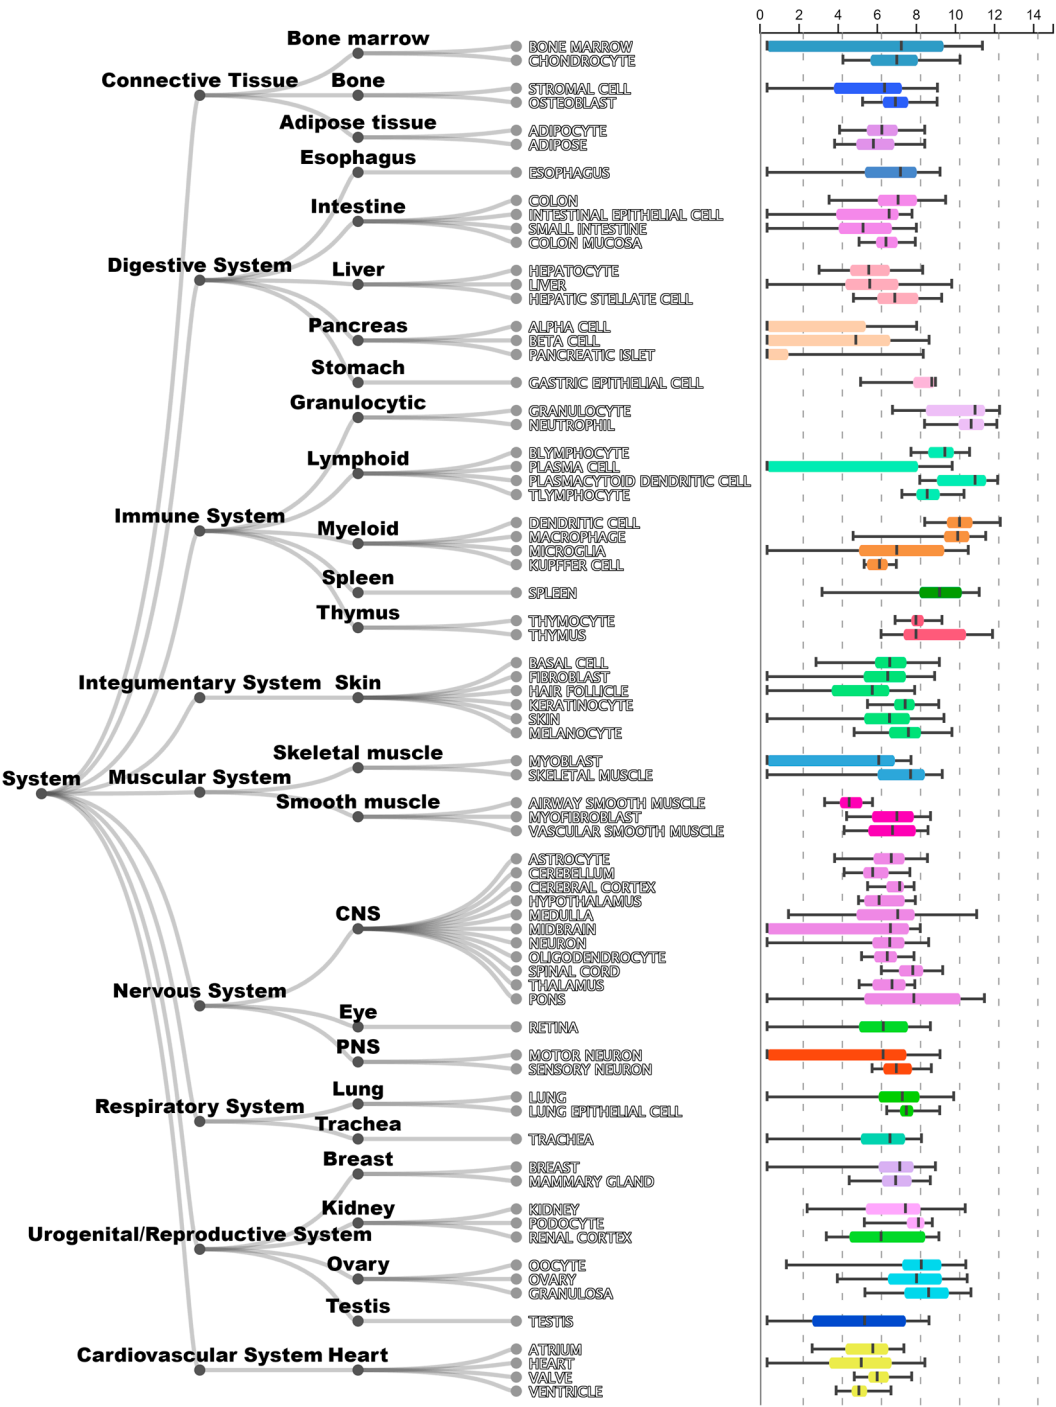 0 2 4 6 8 10 12 14
Bone marrow
BONE MARROW
CHONDROCYTE
Connective Tissue
Bone
STROMAL CELL
OSTEOBLAST
Adipose tissue
ADIPOCYTE
ADIPOSE
Esophagus
ESOPHAGUS
Intestine
COLON
INTESTINAL EPITHELIAL CELL
SMALL INTESTINE
COLON MUCOSA
Digestive System
Liver
HEPATOCYTE
LIVER
HEPATIC STELLATE CELL
Pancreas
ALPHA CELL
BETA CELL
PANCREATIC ISLET
Stomach
GASTRIC EPITHELIAL CELL
Granulocytic
GRANULOCYTE
NEUTROPHIL
Lymphoid
BLYMPHOCYTE
PLASMA CELL
PLASMACYTOID DENDRITIC CELL
TLYMPHOCYTE
Immune System
Myeloid
DENDRITIC CELL
MACROPHAGE
MICROGLIA
KUPFFER CELL
Spleen
SPLEEN
Thymus
THYMOCYTE
THYMUS
Integumentary System
Skin
BASAL CELL
FIBROBLAST
HAIR FOLLICLE
KERATINOCYTE
SKIN
MELANOCYTE
System
Muscular System
Skeletal muscle
MYOBLAST
SKELETAL MUSCLE
Smooth muscle
AIRWAY SMOOTH MUSCLE
MYOFIBROBLAST
VASCULAR SMOOTH MUSCLE
CNS
ASTROCYTE
CEREBELLUM
CEREBRAL CORTEX
HYPOTHALAMUS
MEDULLA
MIDBRAIN
NEURON
OLIGODENDROCYTE
SPINAL CORD
THALAMUS
PONS
Nervous System
Eye
RETINA
PNS
MOTOR NEURON
SENSORY NEURON
Respiratory System
Lung
LUNG
LUNG EPITHELIAL CELL
Trachea
TRACHEA
Breast
BREAST
MAMMARY GLAND
Kidney
KIDNEY
PODOCYTE
RENAL CORTEX
Urogenital/Reproductive System
Ovary
OOCYTE
OVARY
GRANULOSA
Testis
TESTIS
Cardiovascular System
Heart
ATRIUM
HEART
VALVE
VENTRICLE